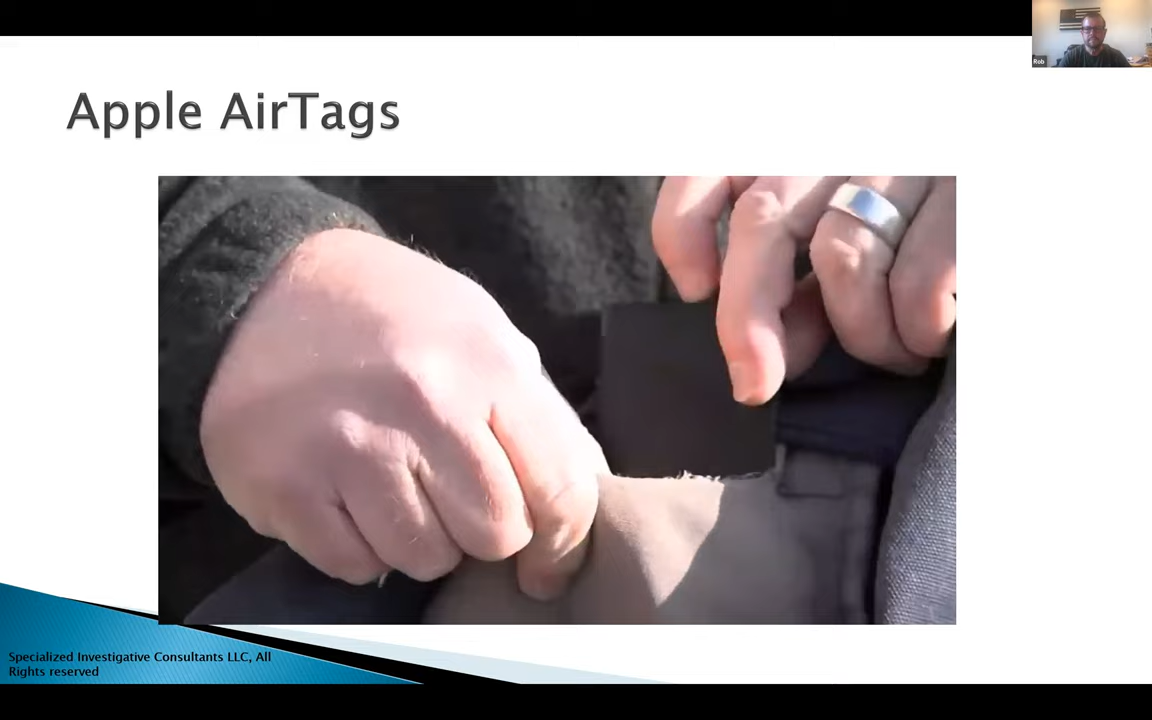 Rob
Apple AirTags
Specialized Investigative Consultants LLC, All
Rights reserved